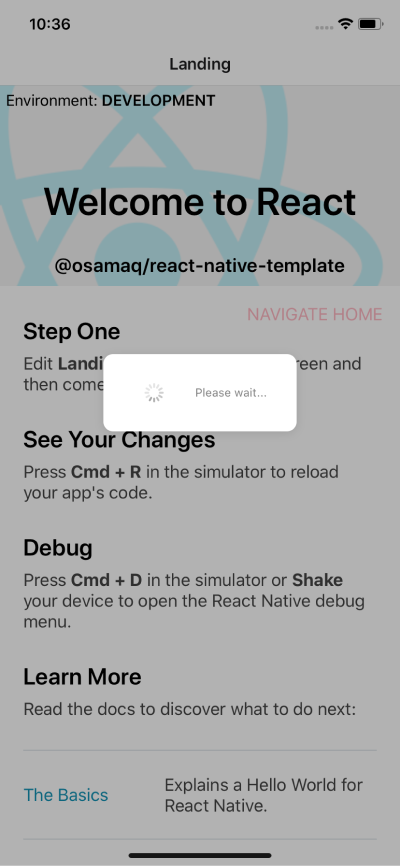 10:36
Landing
Environment: DEVELOPMENT
Welcome to React
@osamaq/react-native-template
NAVIGATE HOME
Step One
Edit Landi reen and
then come
Please wait...
See Your Changes
Press Cmd + R in the simulator to reload
your app's code.
Debug
Press Cmd + D in the simulator or Shake
your device to open the React Native debug
menu.
Learn More
Read the docs to discover what to do next:
The Basics
Explains a Hello World for
React Native.